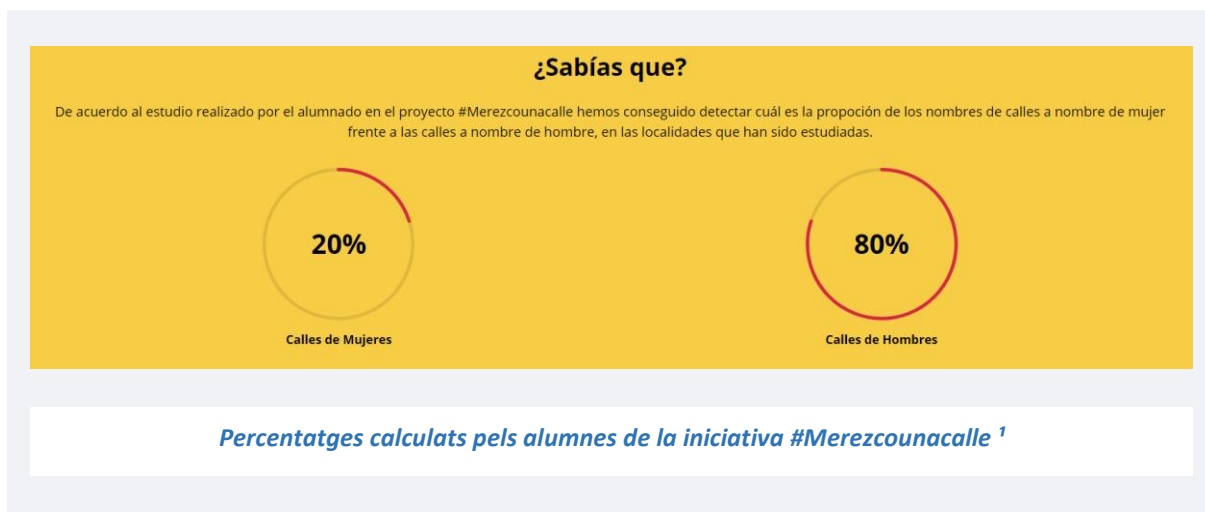 ¿Sabías que?
De acuerdo al estudio realizado por el alumnado en el proyecto #Merezcounacalle hemos conseguido detectar cuál es la propoción de los nombres de calles a nombre de mujer
frente a las calles a nombre de hombre, en las localidades que han sido estudiadas.
20%
80%
Calles de Mujeres
Calles de Hombres
Percentatges calculats pels alumnes de la iniciativa #Merezcounacalle ¹